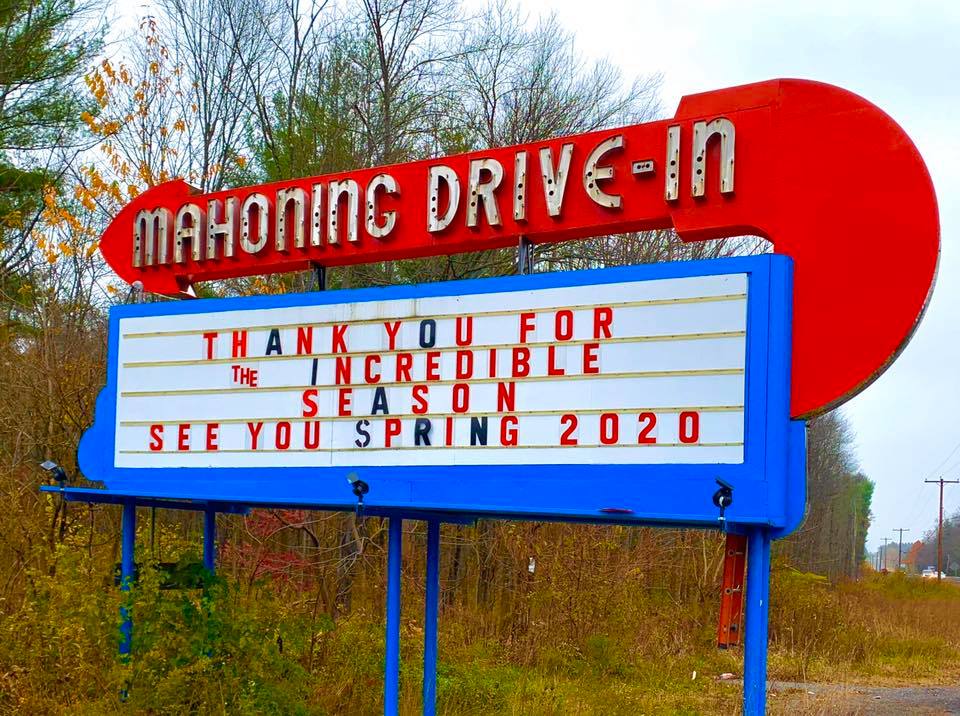 MAHONING DRIVE-IN
THANK YOU FOR
THE INCREDIBLE
SEASON
SEE YOU SPRING 2020